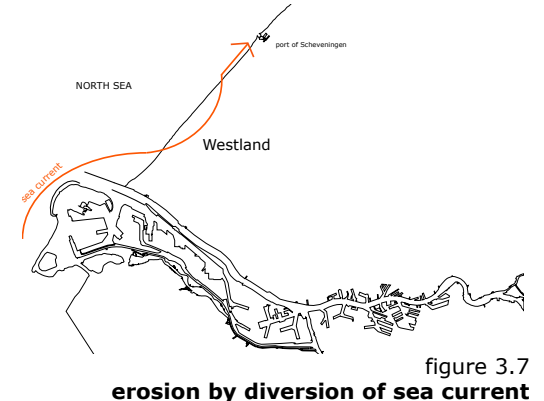 port of Scheveningen
NORTH SEA
Westland
sea current
figure 3.7
erosion by diversion of sea current